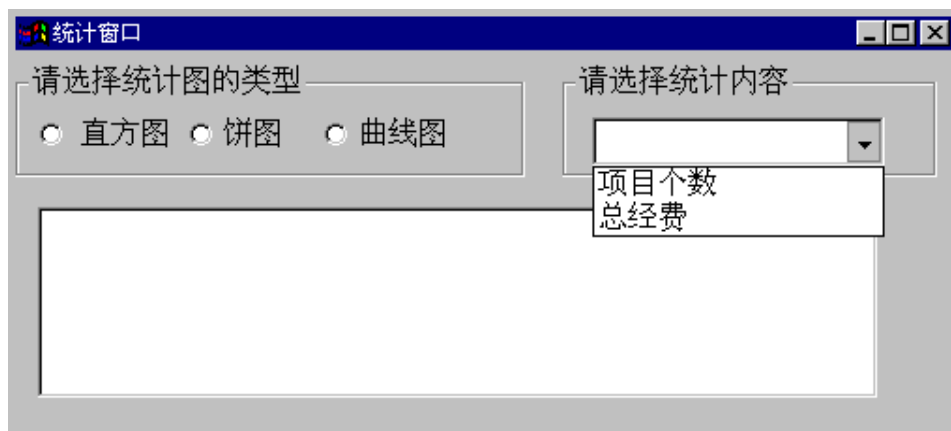 统计窗口
请选择统计图的类型
请选择统计内容
直方图 饼图 曲线图
项目个数
总经费